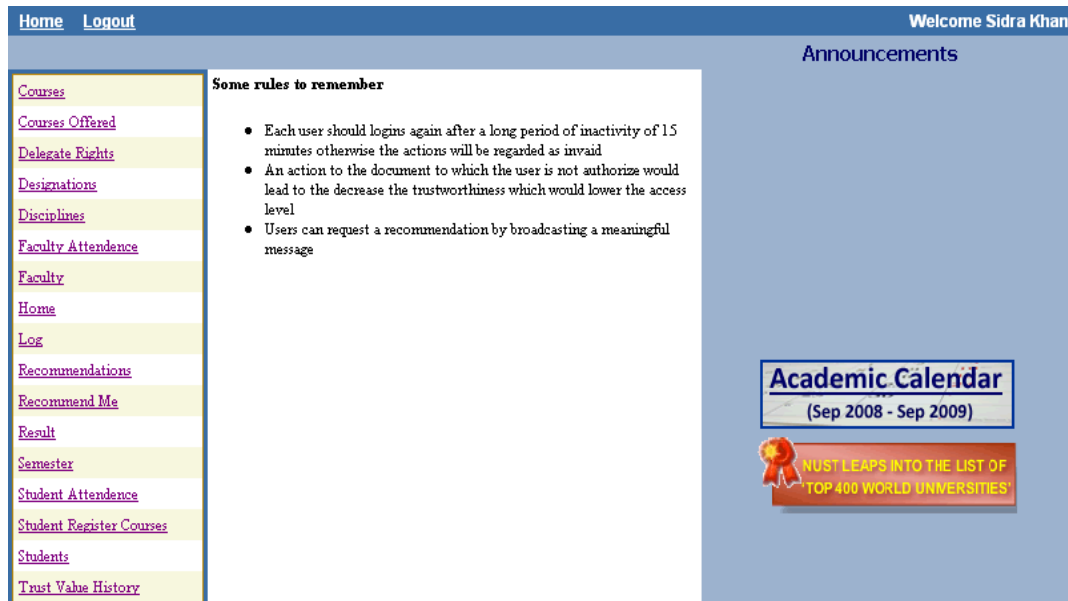 Home Logout
Welcome Sidra Khan
Announcements
Courses
Courses Offered
Delegate Rights
Designations
Disciplines
Faculty Attendence
Faculty
Home
Log
Recommendations
Recommend Me
Result
Semester
Student Attendence
Student Register Courses
Students
Trust Value History
Some rules to remember
● Each user should logins again after a long period of inactivity of 15
minutes otherwise the actions will be regarded as invaid
● An action to the document to which the user is not authorize would
lead to the decrease the trustworthiness which would lower the access
level
● Users can request a recommendation by broadcasting a meaningful
message
Academic Calendar
(Sep 2008 - Sep 2009)
NUST LEAPS INTO THE LIST OF
'TOP 400 WORLD UNIVERSITIES'